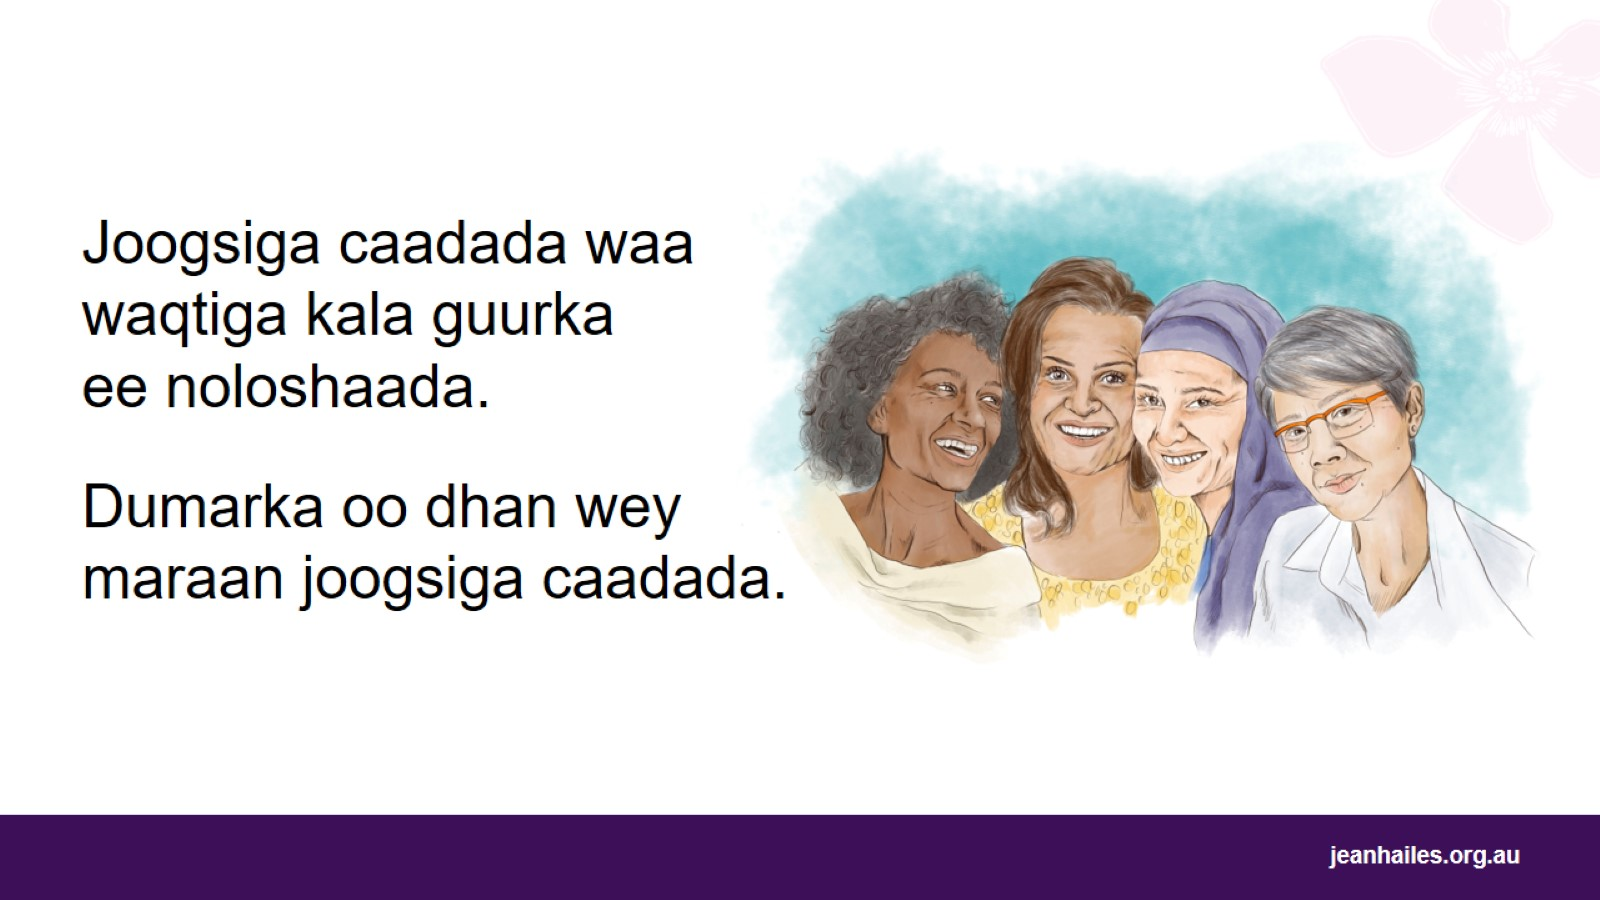 Joogsiga caadada waa
waqtiga kala guurka
ee noloshaada.
Dumarka oo dhan wey
maraan joogsiga caadada.
jeanhailes.org.au